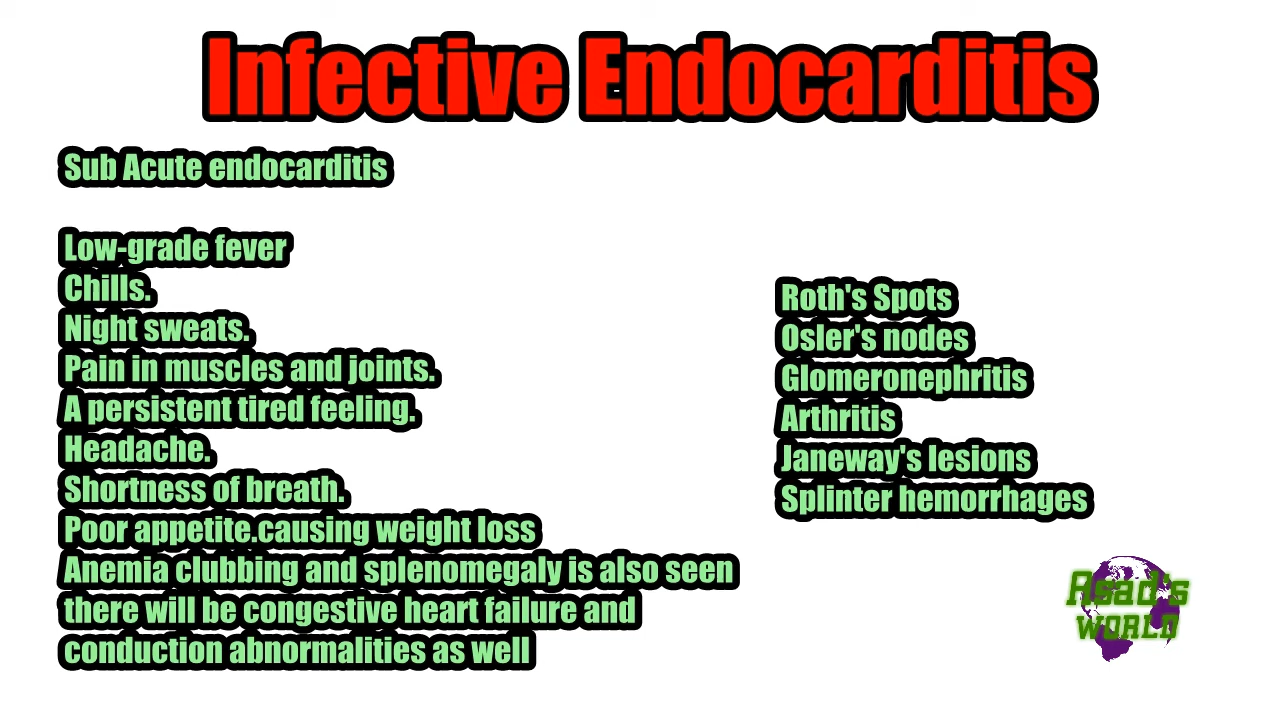 Infective Endocarditis
Sub Acute endocarditis
Low-grade fever
Chills.
Night sweats.
Pain in muscles and joints.
A persistent tired feeling.
Headache.
Shortness of breath.
Poor appetite.causing weight loss
Anemia clubbing and splenomegaly is also seen
there will be congestive heart failure and
conduction abnormalities as well
Roth's Spots
Osler's nodes
Glomeronephritis
Arthritis
Janeway's lesions
Splinter hemorrhages
Asad's
WORLD